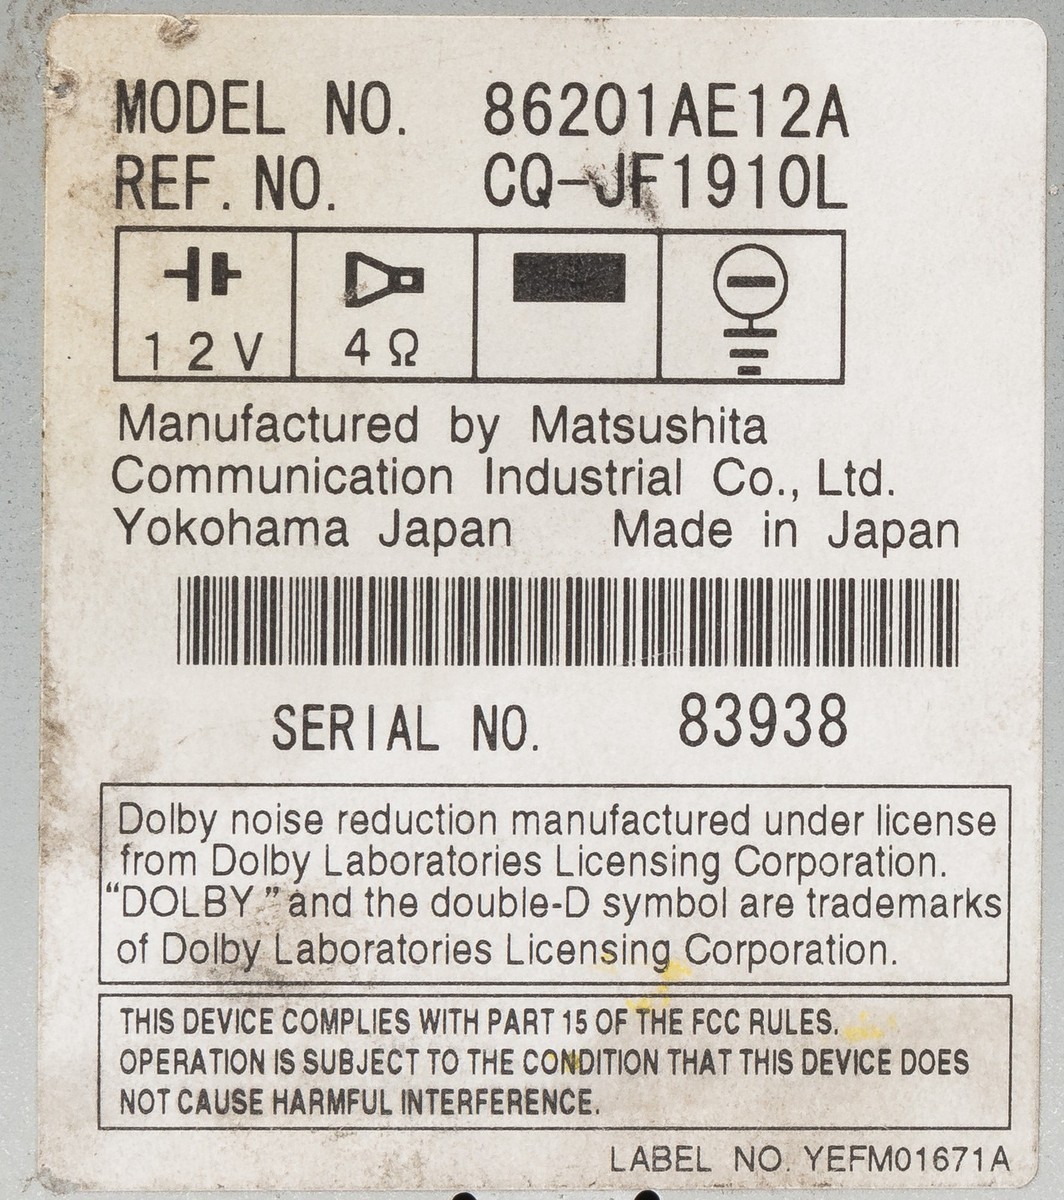 MODEL NO. 86201AE12A
REF. NO. CQ-JF1910L
12V 4Ω
Manufactured by Matsushita
Communication Industrial Co., Ltd.
Yokohama Japan Made in Japan
SERIAL NO. 83938
Dolby noise reduction manufactured under license
from Dolby Laboratories Licensing Corporation.
“DOLBY” and the double-D symbol are trademarks
of Dolby Laboratories Licensing Corporation.
THIS DEVICE COMPLIES WITH PART 15 OF THE FCC RULES.
OPERATION IS SUBJECT TO THE CONDITION THAT THIS DEVICE DOES
NOT CAUSE HARMFUL INTERFERENCE.
LABEL NO. YEFM01671A